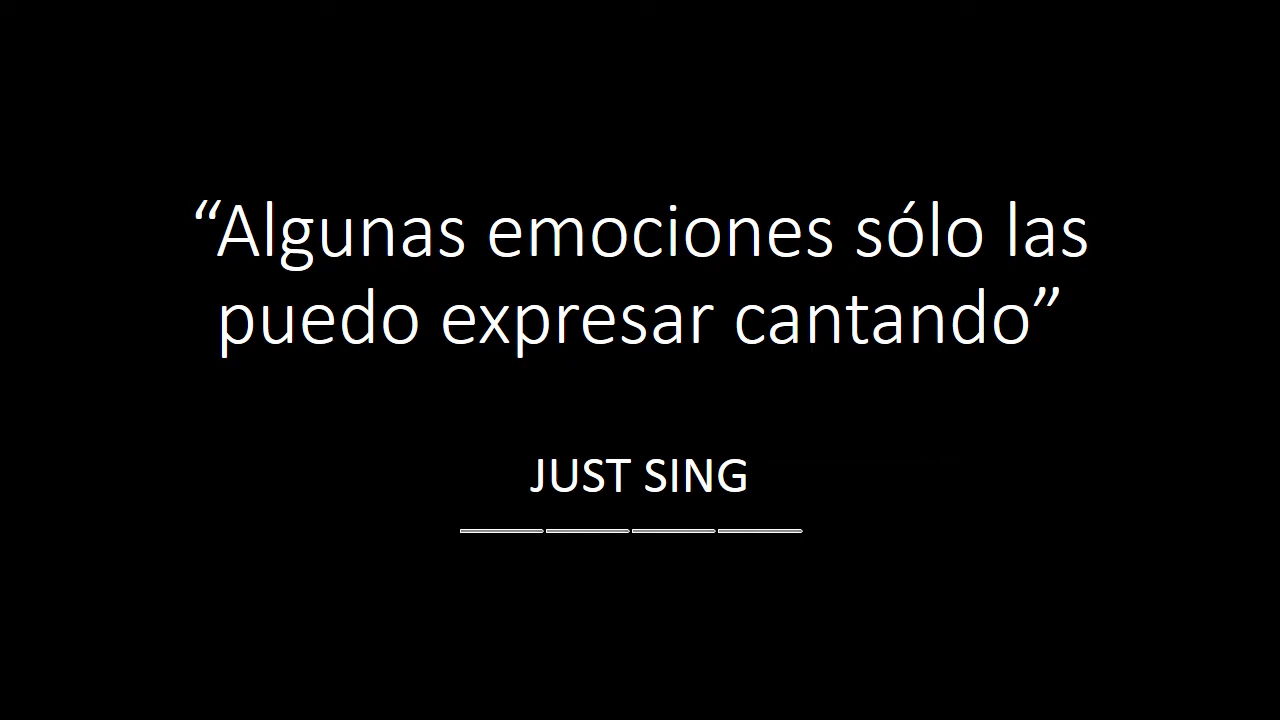 “Algunas emociones sólo las
puedo expresar cantando”
JUST SING